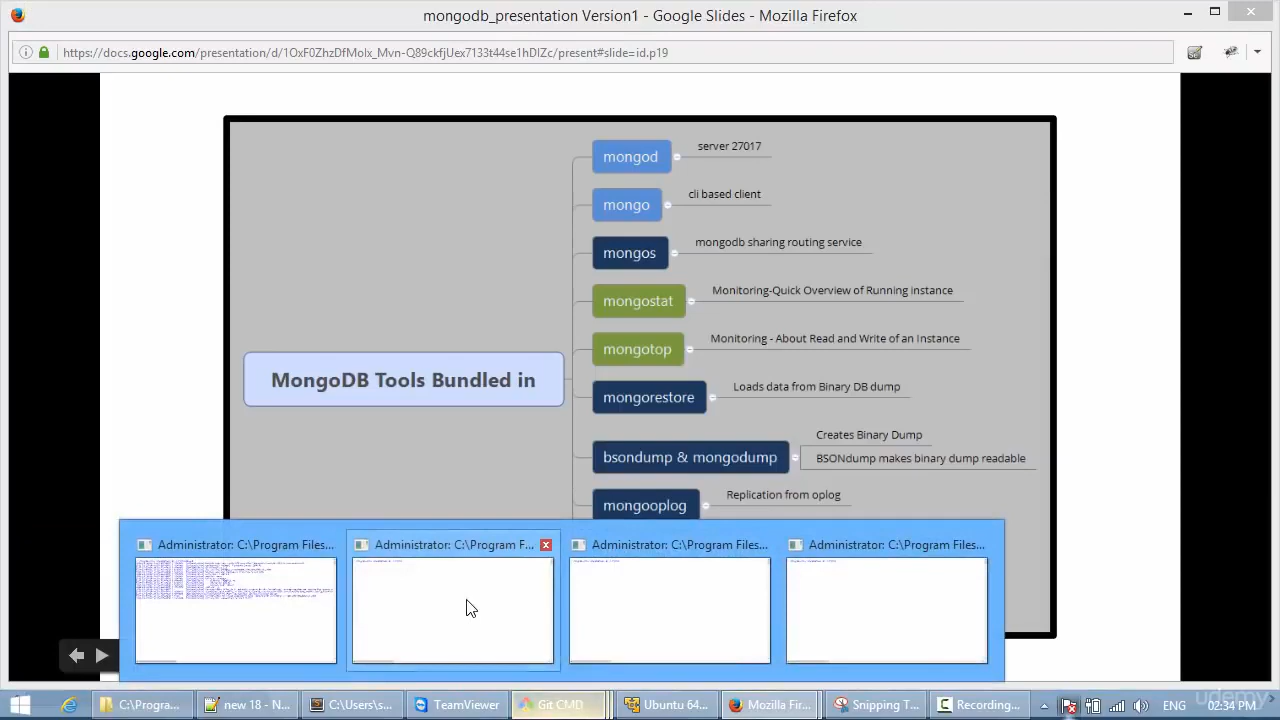 mongodb_presentation Version1 - Google Slides - Mozilla Firefox
https://docs.google.com/presentation/d/1OxF0ZhzDfMolx_Mvn-Q89ckfjUex7133t44se1hDIZc/present#slide=id.p19
mongod
server 27017
mongo
cli based client
mongos
mongodb sharing routing service
mongostat
Monitoring-Quick Overview of Running instance
mongotop
Monitoring - About Read and Write of an Instance
MongoDB Tools Bundled in
mongorestore
Loads data from Binary DB dump
bsondump & mongodump
Creates Binary Dump
BSONdump makes binary dump readable
mongooplog
Replication from oplog
Administrator: C:\Program Files...
Administrator: C:\Program F...
Administrator: C:\Program Files...
Administrator: C:\Program Files...
C:\Progra...
new 18 - N...
C:\Users\s...
TeamViewer
Git CMD
Ubuntu 64...
Mozilla Fir...
Snipping T...
Recording...
ENG
02:34 PM
udemy